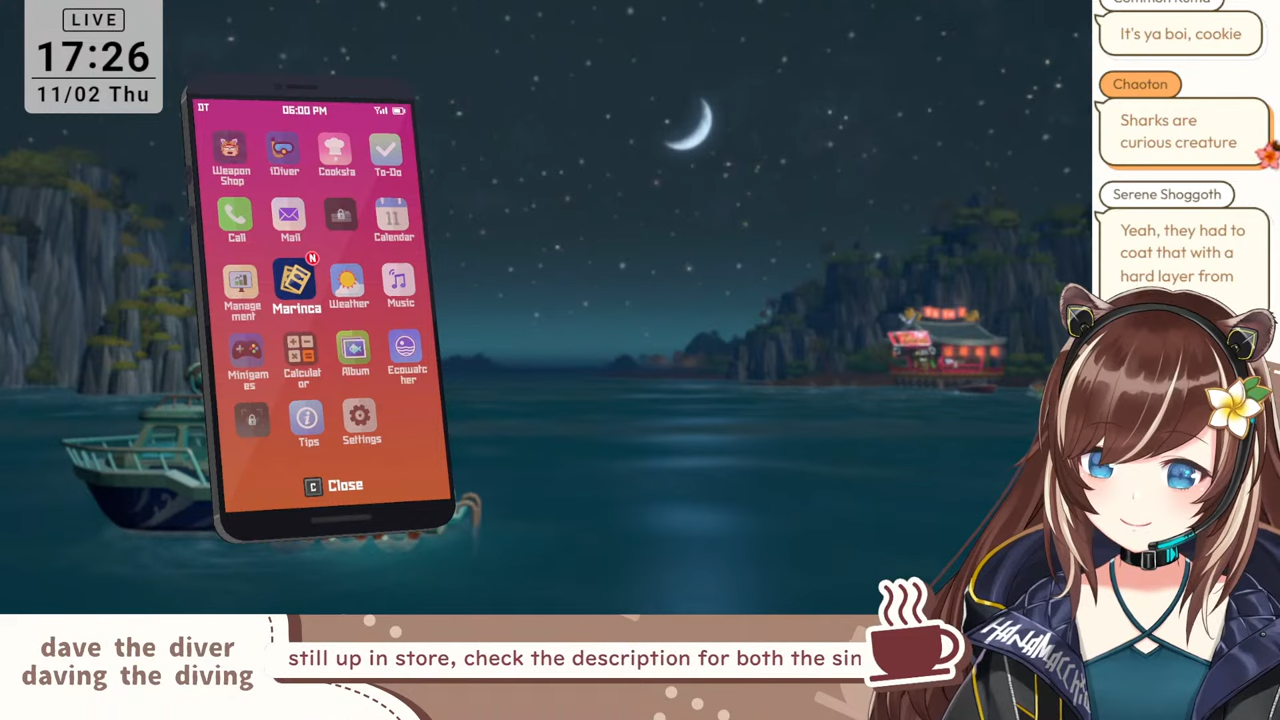 LIVE
17:26
11/02 Thu
DT
06:00 PM
Weapon
Shop
iDiver
Cooksta
To-Do
Call
Mail
11
Calendar
Manage
ment
N
Marinca
Weather
Music
Minigam
es
Calculat
or
Album
Ecowatc
her
Tips
Settings
C Close
It's ya boi, cookie
Chaoton
Sharks are
curious creature
Serene Shoggoth
Yeah, they had to
coat that with a
hard layer from
dave the diver
daving the diving
still up in store, check the description for both the sin